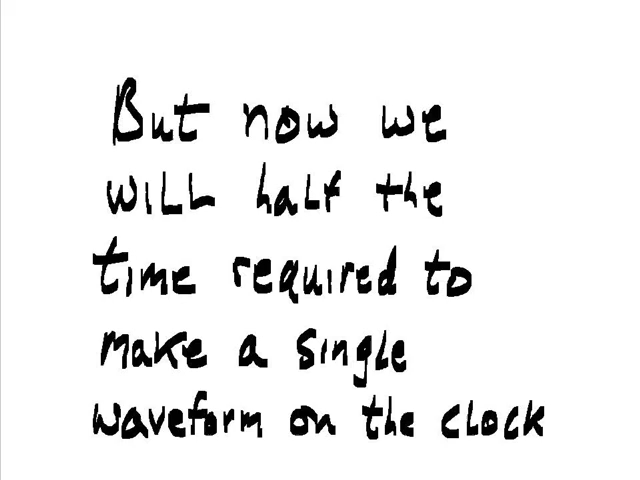 But now we
will half the
time required to
make a single
waveform on the clock